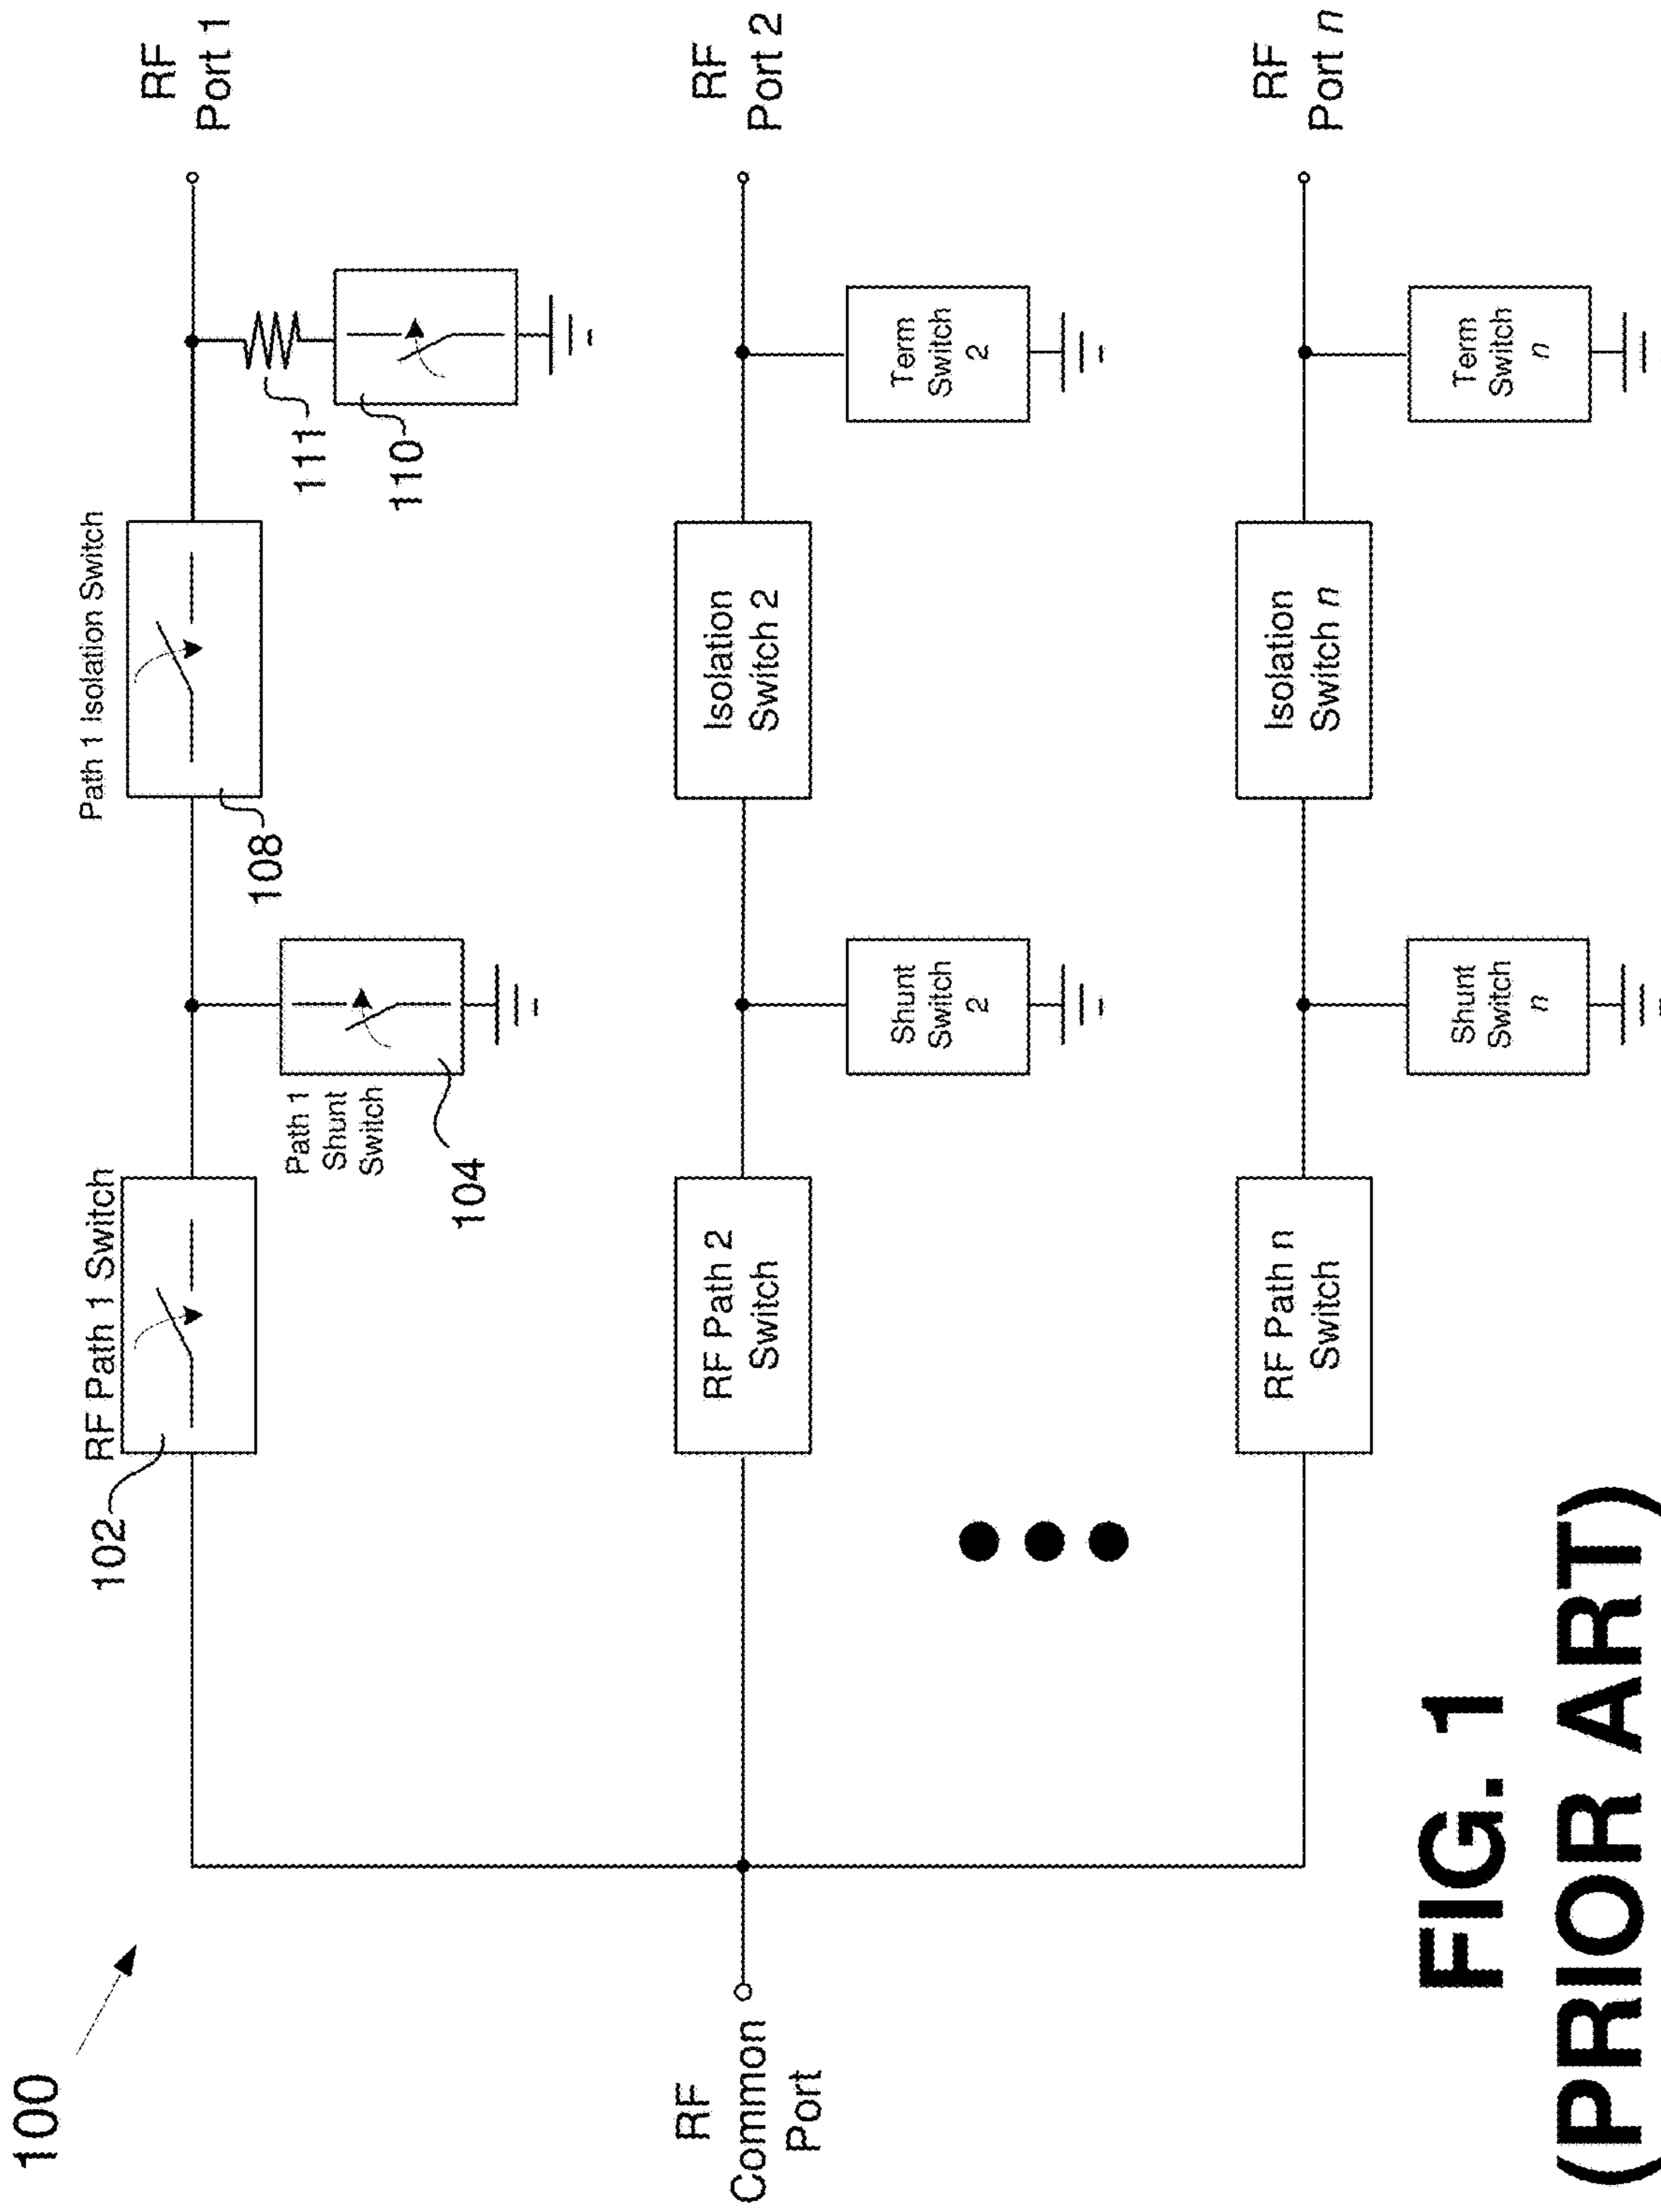 100
RF Path 1 Switch
102
Path 1
Shunt
Switch
104
Path 1 Isolation Switch
108
111
110
RF
Port 1
RF
Common
Port
RF Path 2
Switch
Shunt
Switch
2
Isolation
Switch 2
Term
Switch
2
RF
Port 2
RF Path n
Switch
Shunt
Switch
n
Isolation
Switch n
Term
Switch
n
RF
Port n
FIG. 1
(PRIOR ART)